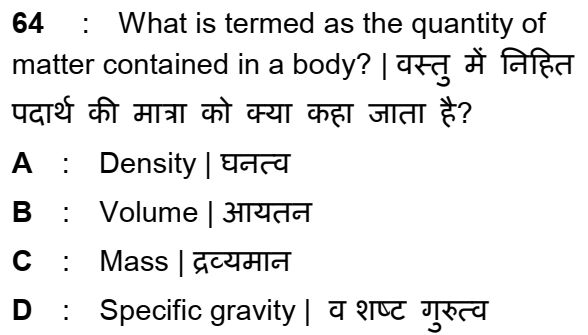 64 : What is termed as the quantity of
matter contained in a body? | वस्तु में निहित
पदार्थ की मात्रा को क्या कहा जाता है?
A : Density | घनत्व
B : Volume | आयतन
C : Mass | द्रव्यमान
D : Specific gravity | व शष्ट गुरुत्व